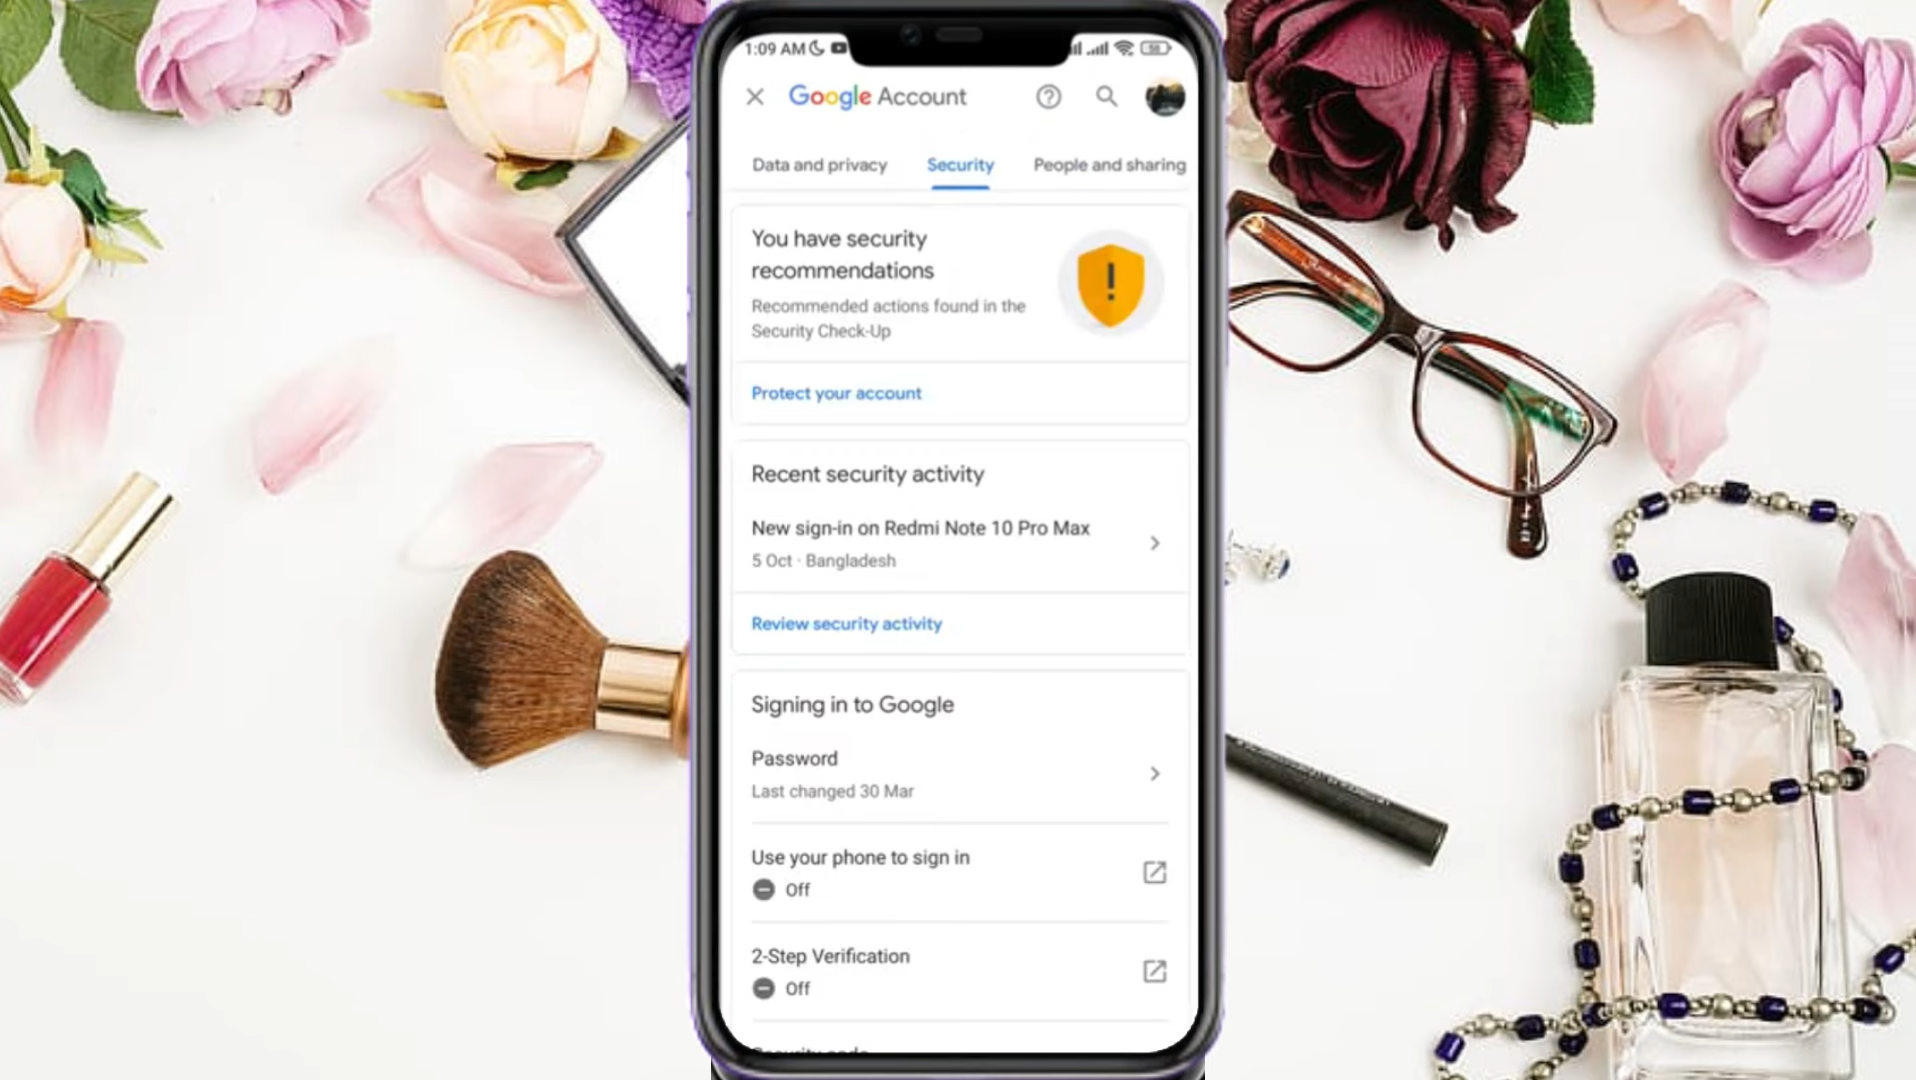 1:09 AM
58
Google Account
Data and privacy
Security
People and sharing
You have security
recommendations
Recommended actions found in the
Security Check-Up
Protect your account
Recent security activity
New sign-in on Redmi Note 10 Pro Max
5 Oct · Bangladesh
Review security activity
Signing in to Google
Password
Last changed 30 Mar
Use your phone to sign in
Off
2-Step Verification
Off
Security code